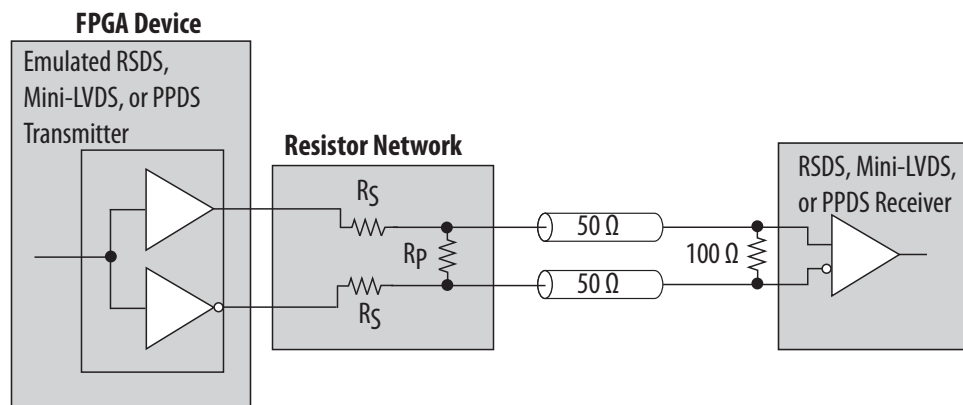 FPGA Device
Emulated RSDS,
Mini-LVDS, or PPDS
Transmitter
Resistor Network
RS
RP
RS
50 Ω
50 Ω
100 Ω
RSDS, Mini-LVDS,
or PPDS Receiver